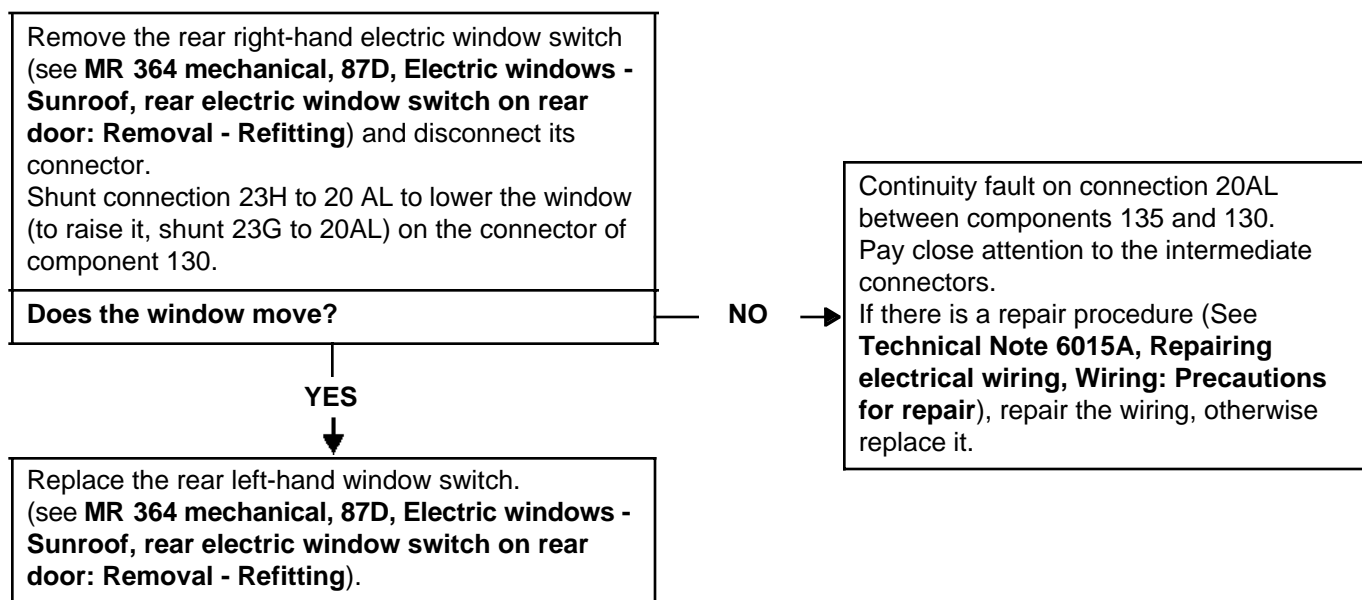 Remove the rear right-hand electric window switch
(see MR 364 mechanical, 87D, Electric windows -
Sunroof, rear electric window switch on rear
door: Removal - Refitting) and disconnect its
connector.
Shunt connection 23H to 20 AL to lower the window
(to raise it, shunt 23G to 20AL) on the connector of
component 130.
Does the window move?
NO
Continuity fault on connection 20AL
between components 135 and 130.
Pay close attention to the intermediate
connectors.
If there is a repair procedure (See
Technical Note 6015A, Repairing
electrical wiring, Wiring: Precautions
for repair), repair the wiring, otherwise
replace it.
YES
Replace the rear left-hand window switch.
(see MR 364 mechanical, 87D, Electric windows -
Sunroof, rear electric window switch on rear
door: Removal - Refitting).